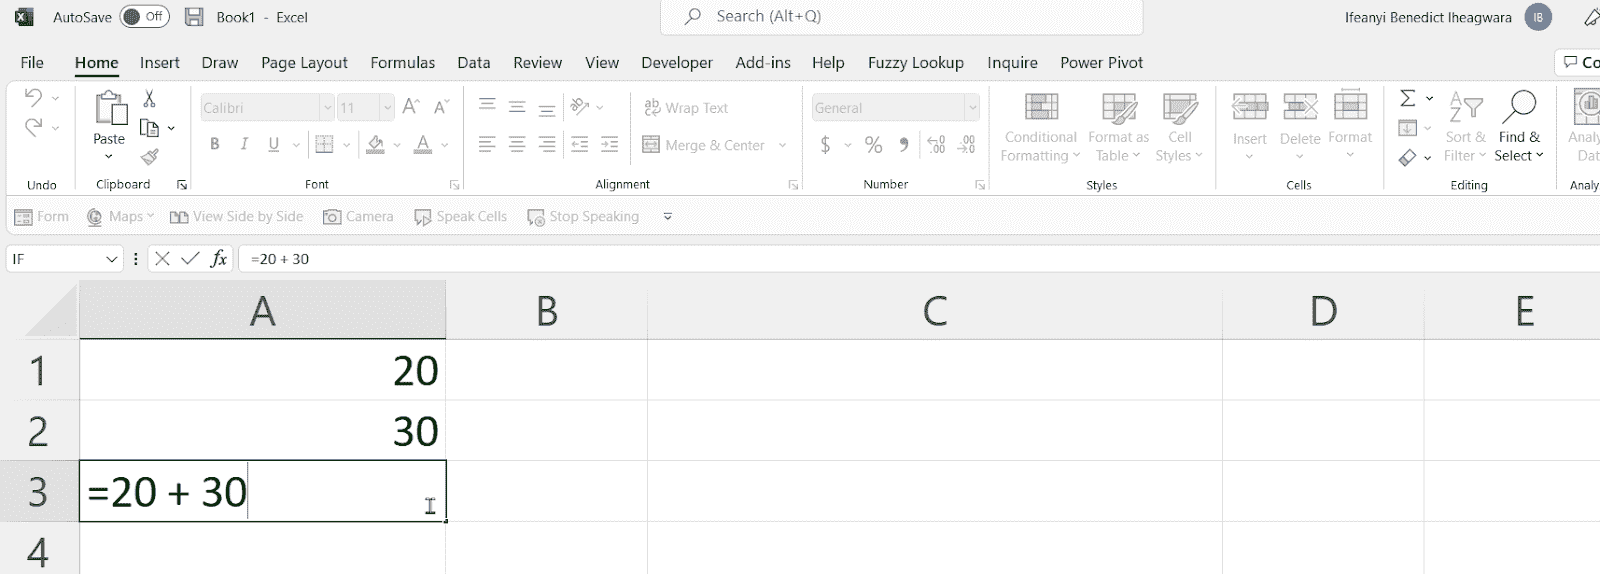 AutoSave Off Book1 - Excel Search (Alt+Q) Ifeanyi Benedict Iheagwara IB
File Home Insert Draw Page Layout Formulas Data Review View Developer Add-ins Help Fuzzy Lookup Inquire Power Pivot Co
Paste
Calibri 11
B I U
ab Wrap Text
Merge & Center
General
$ % 9
Conditional
Formatting
Format as
Table
Cell
Styles
Insert Delete Format
Sort &
Filter
Find &
Select
Analy
Dat
Undo Clipboard Font Alignment Number Styles Cells Editing Analy
Form Maps View Side by Side Camera Speak Cells Stop Speaking
IF fx =20 + 30
A B C D E
1 20
2 30
3 =20 + 30
4